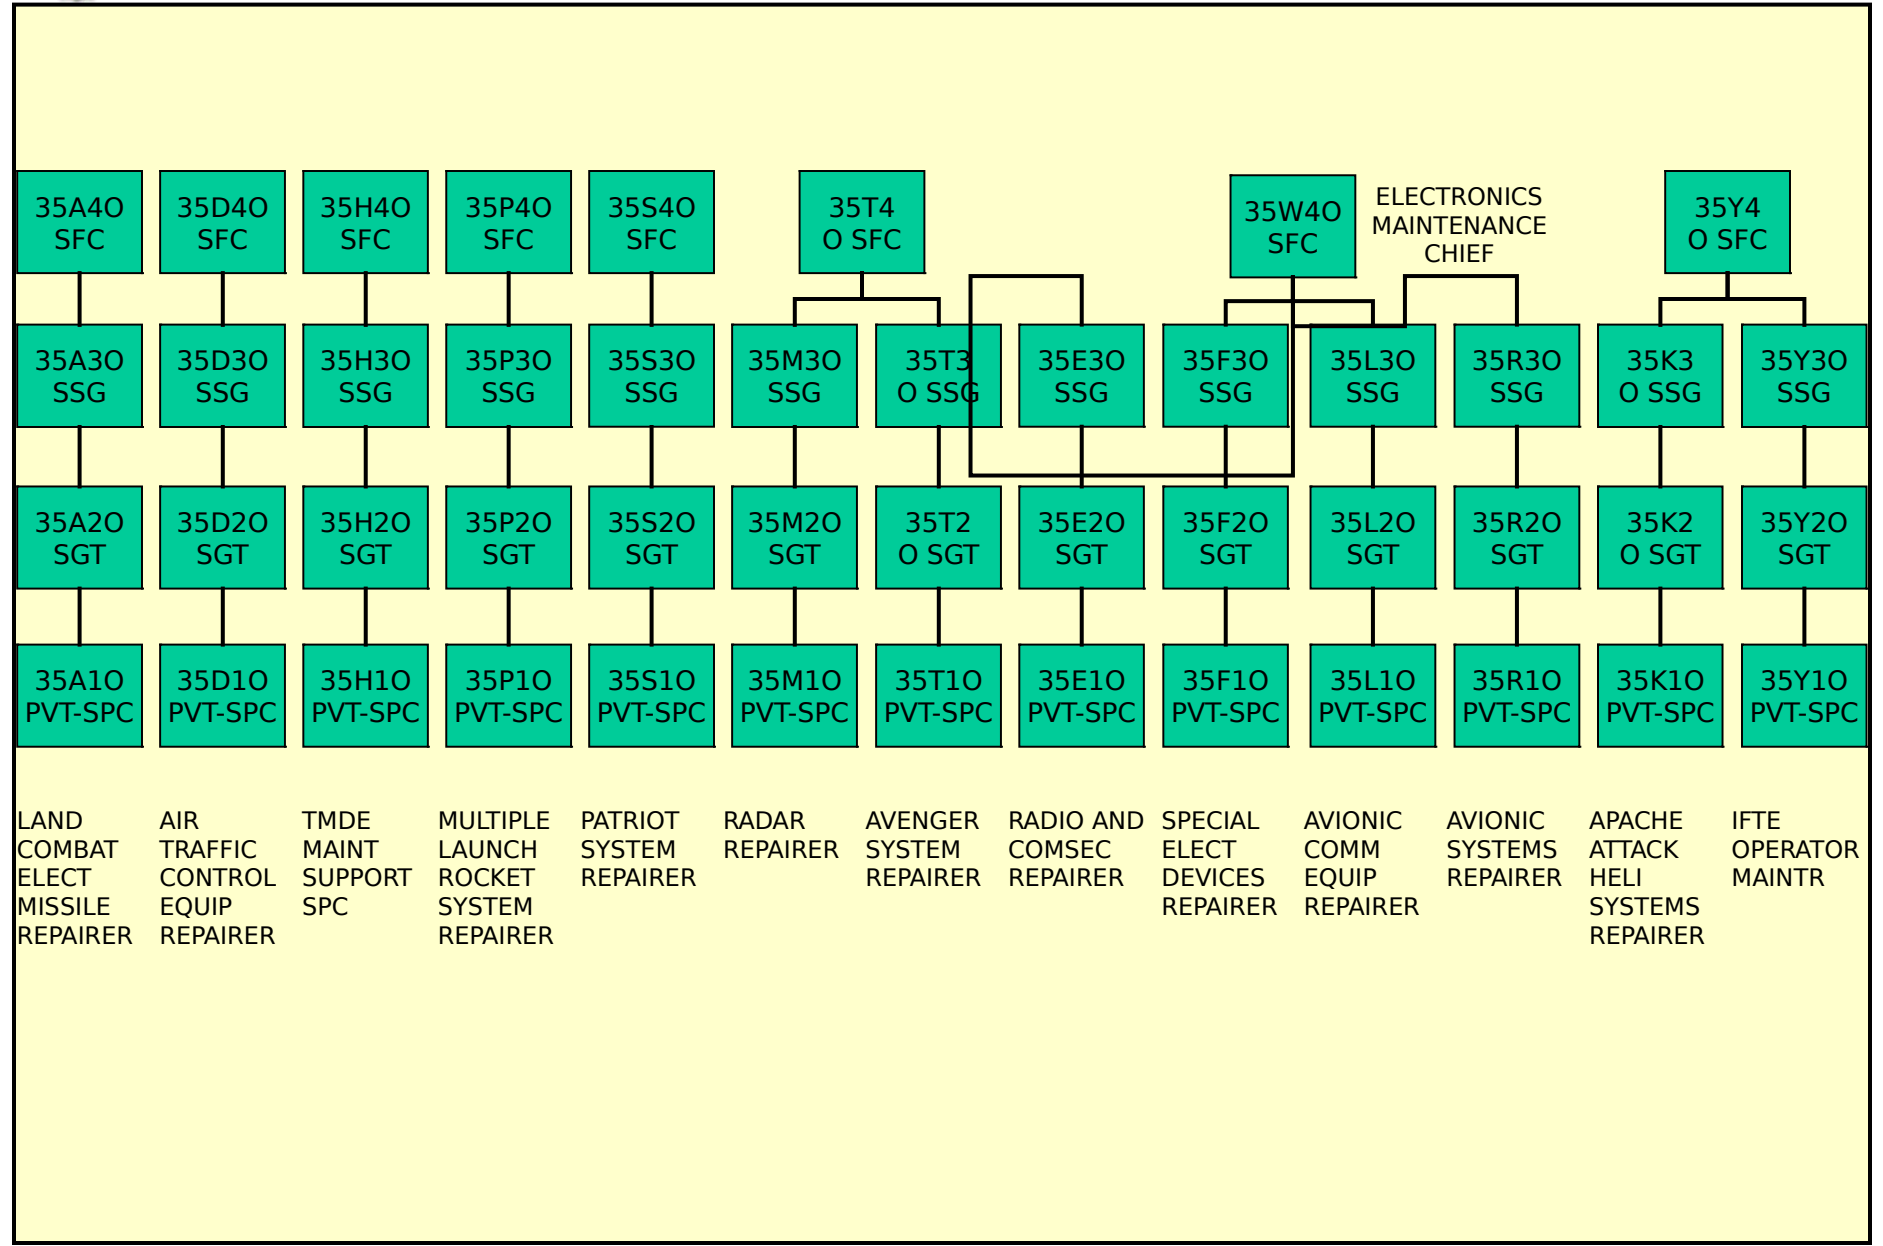 35A4O
SFC
35D4O
SFC
35H4O
SFC
35P4O
SFC
35S4O
SFC
35T4
O SFC
35W4O
SFC
ELECTRONICS
MAINTENANCE
CHIEF
35Y4
O SFC
35A3O
SSG
35D3O
SSG
35H3O
SSG
35P3O
SSG
35S3O
SSG
35M3O
SSG
35T3
O SSG
35E3O
SSG
35F3O
SSG
35L3O
SSG
35R3O
SSG
35K3
O SSG
35Y3O
SSG
35A2O
SGT
35D2O
SGT
35H2O
SGT
35P2O
SGT
35S2O
SGT
35M2O
SGT
35T2
O SGT
35E2O
SGT
35F2O
SGT
35L2O
SGT
35R2O
SGT
35K2
O SGT
35Y2O
SGT
35A1O
PVT-SPC
35D1O
PVT-SPC
35H1O
PVT-SPC
35P1O
PVT-SPC
35S1O
PVT-SPC
35M1O
PVT-SPC
35T1O
PVT-SPC
35E1O
PVT-SPC
35F1O
PVT-SPC
35L1O
PVT-SPC
35R1O
PVT-SPC
35K1O
PVT-SPC
35Y1O
PVT-SPC
LAND
COMBAT
ELECT
MISSILE
REPAIRER
AIR
TRAFFIC
CONTROL
EQUIP
REPAIRER
TMDE
MAINT
SUPPORT
SPC
MULTIPLE
LAUNCH
ROCKET
SYSTEM
REPAIRER
PATRIOT
SYSTEM
REPAIRER
RADAR
REPAIRER
AVENGER
SYSTEM
REPAIRER
RADIO AND
COMSEC
REPAIRER
SPECIAL
ELECT
DEVICES
REPAIRER
AVIONIC
COMM
EQUIP
REPAIRER
AVIONIC
SYSTEMS
REPAIRER
APACHE
ATTACK
HELI
SYSTEMS
REPAIRER
IFTE
OPERATOR
MAINTR